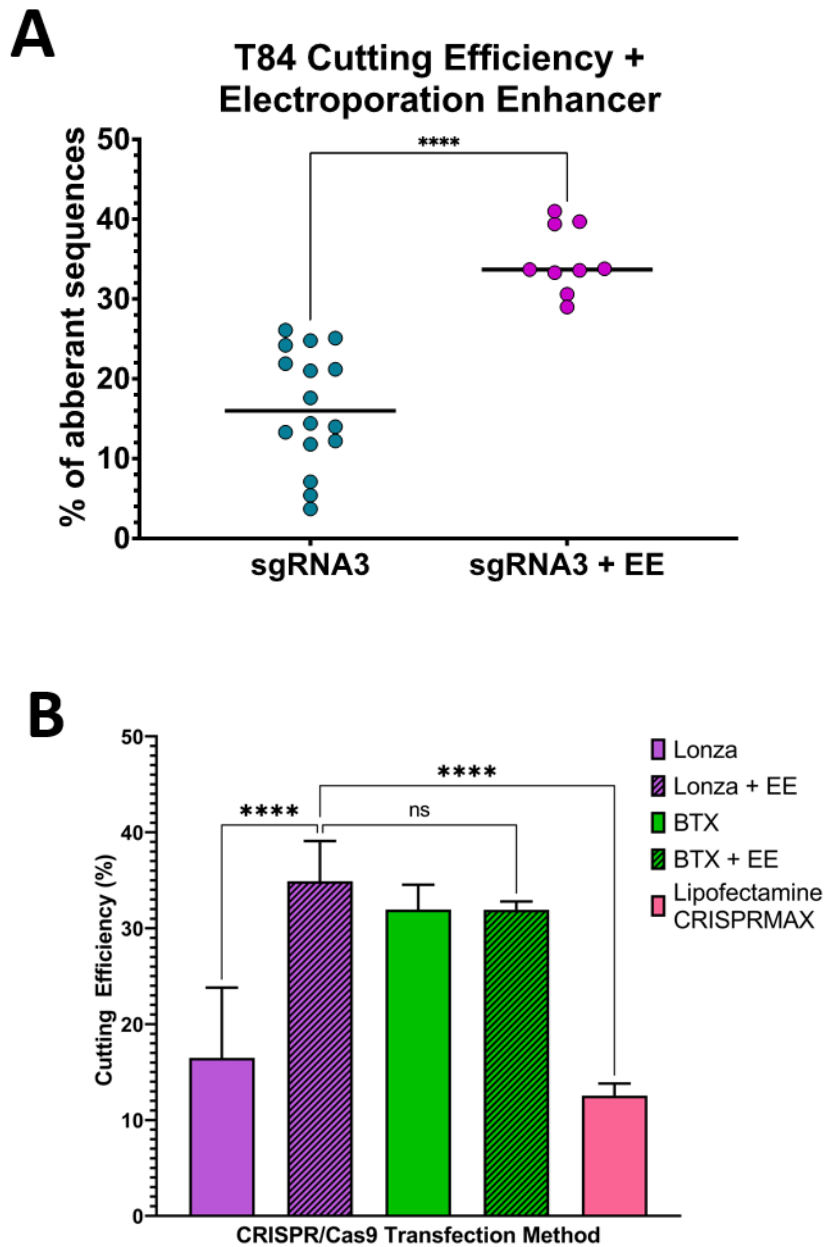 A
T84 Cutting Efficiency +
Electroporation Enhancer
% of abberant sequences
50
40
30
20
10
0
****
sgRNA3
sgRNA3 + EE
B
Cutting Efficiency (%)
50
40
30
20
10
0
****
ns
****
Lonza
Lonza + EE
BTX
BTX + EE
Lipofectamine
CRISPRMAX
CRISPR/Cas9 Transfection Method